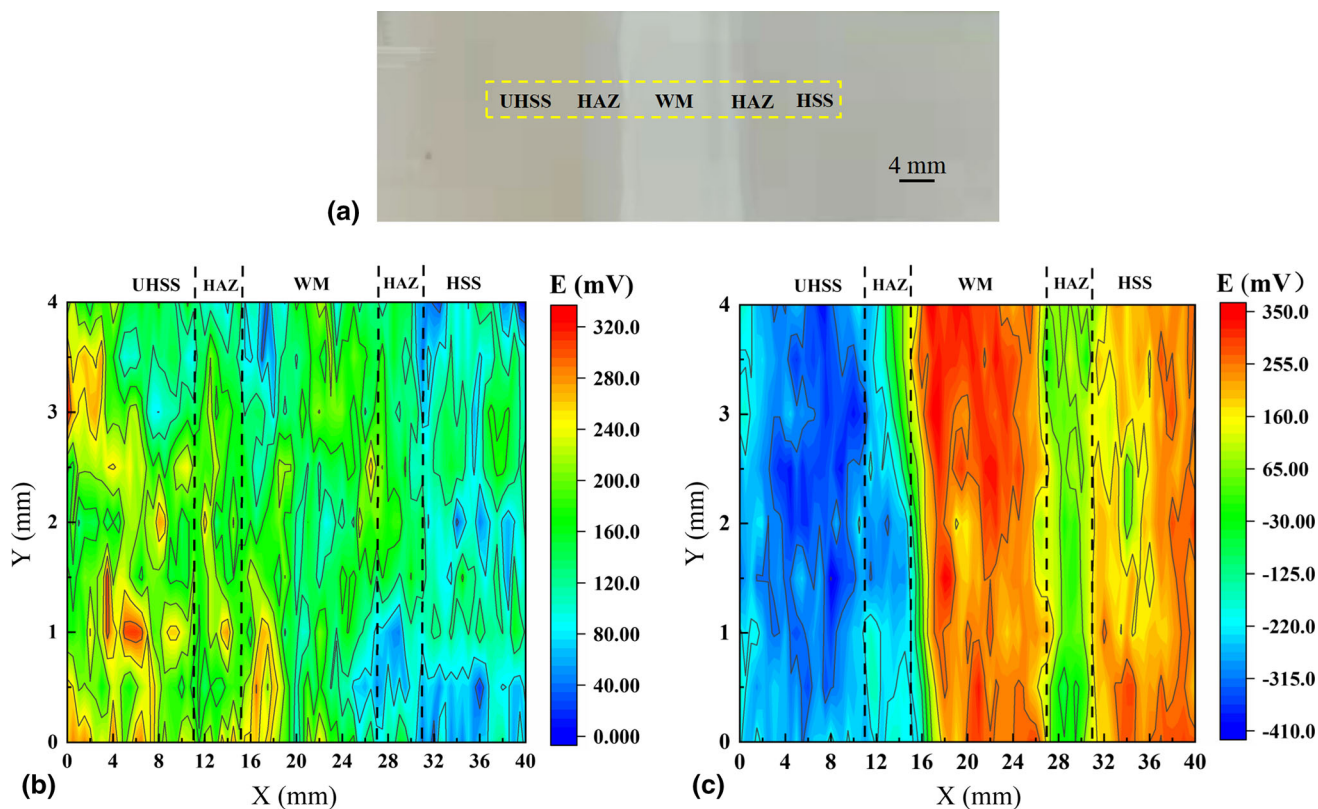 UHSS HAZ WM HAZ HSS
4 mm
(a)
UHSS HAZ WM HAZ HSS
E (mV)
320.0
280.0
240.0
200.0
160.0
120.0
80.00
40.00
0.000
4
3
2
1
0
Y (mm)
0 4 8 12 16 20 24 28 32 36 40
X (mm)
(b)
UHSS HAZ WM HAZ HSS
E (mV)
350.0
255.0
160.0
65.00
-30.00
-125.0
-220.0
-315.0
-410.0
4
3
2
1
0
Y (mm)
0 4 8 12 16 20 24 28 32 36 40
X (mm)
(c)